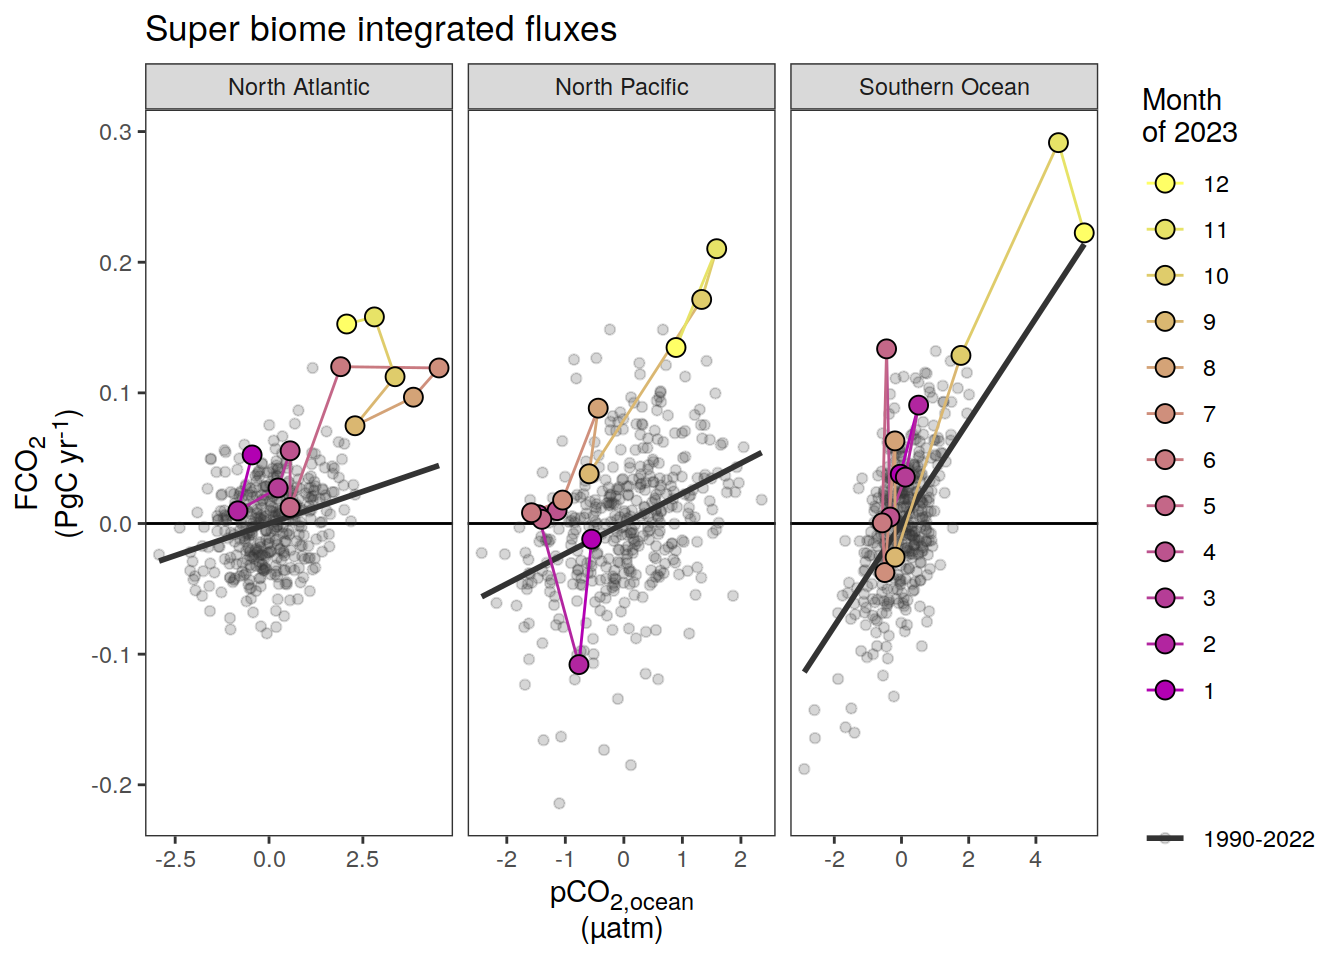 Super biome integrated fluxes
North Atlantic
North Pacific
Southern Ocean
0.3
0.2
0.1
0.0
-0.1
-0.2
FCO2
(PgC yr-1)
-2.5 0.0 2.5
-2 -1 0 1 2
-2 0 2 4
pCO2,ocean
(µatm)
Month
of 2023
12
11
10
9
8
7
6
5
4
3
2
1
1990-2022